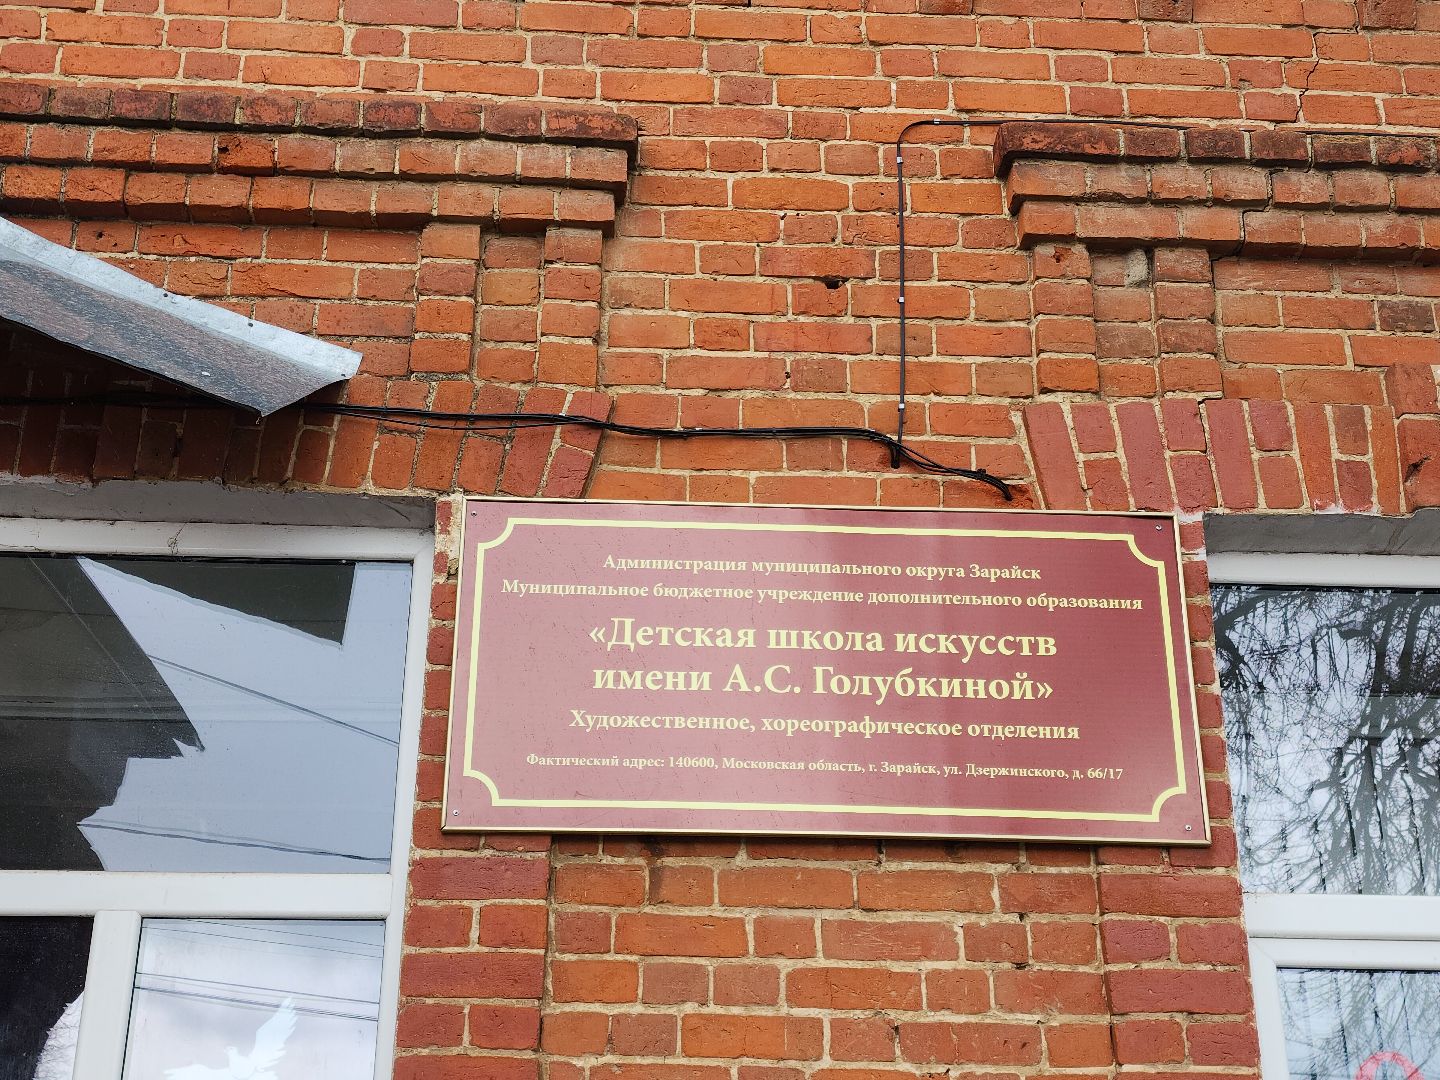 Администрация муниципального округа Зарайск
Муниципальное бюджетное учреждение дополнительного образования
«Детская школа искусств
имени А.С. Голубкиной»
Художественное, хореографическое отделения
Фактический адрес: 140600, Московская область, г. Зарайск, ул. Дзержинского, д. 66/17